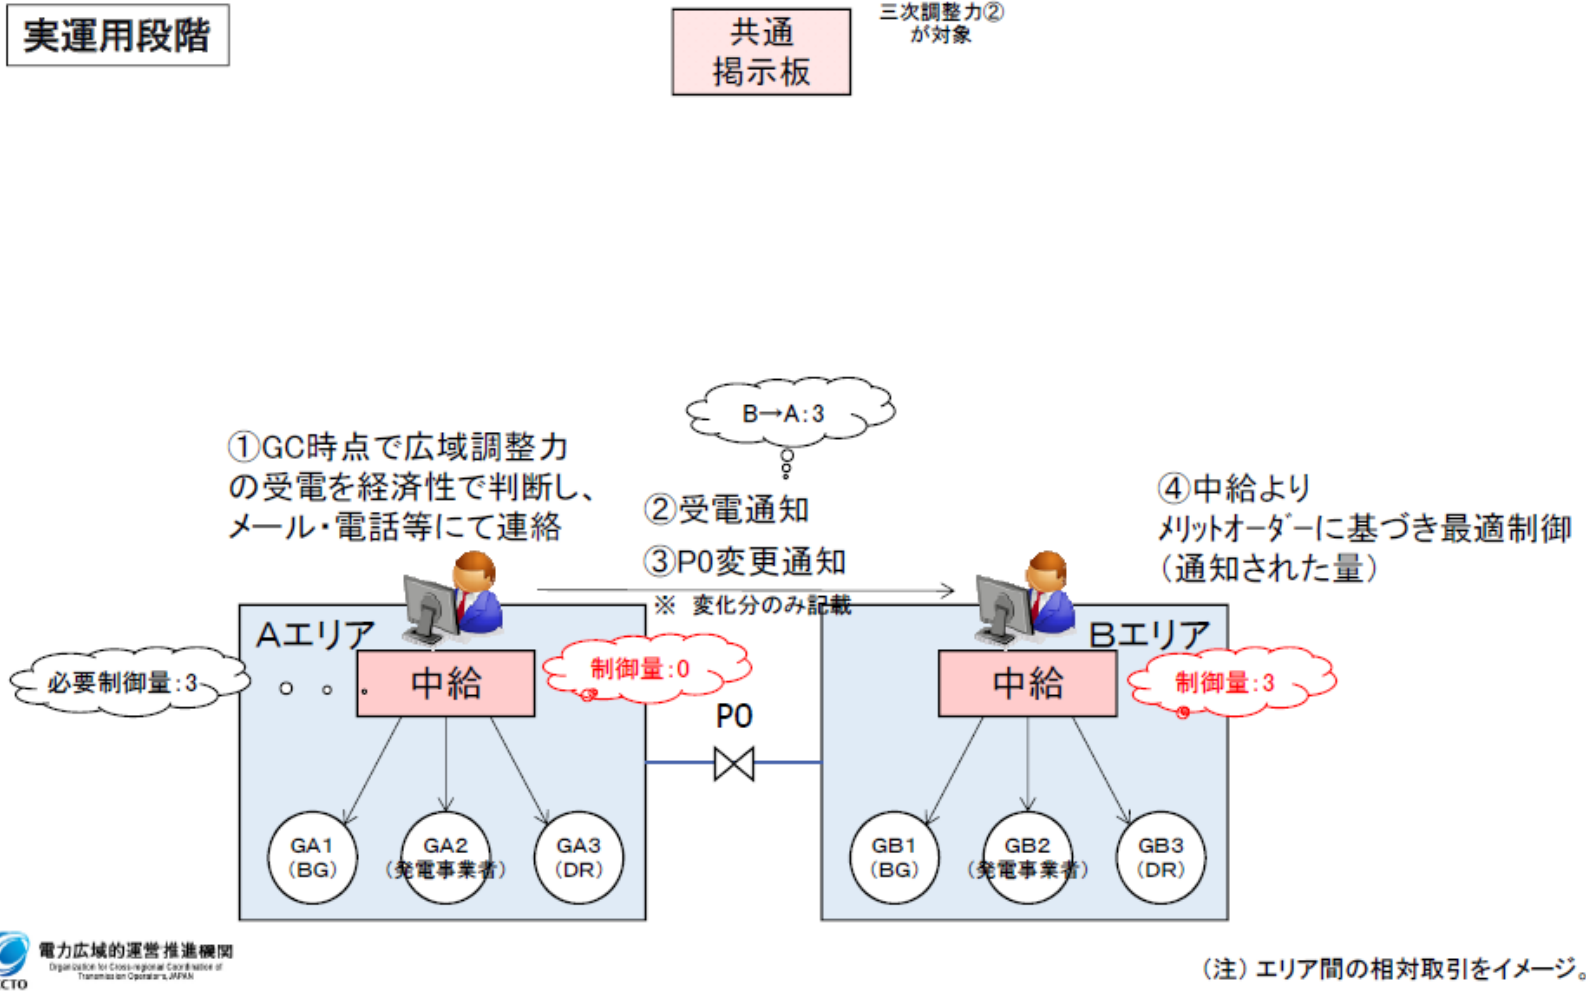 実運用段階
共通
掲示板
三次調整力②
が対象
B→A:3
①GC時点で広域調整力
の受電を経済性で判断し、
メール・電話等にて連絡
②受電通知
③P0変更通知
※ 変化分のみ記載
④中給より
メリットオーダーに基づき最適制御
（通知された量）
Aエリア
中給
必要制御量:3
制御量:0
P0
Bエリア
中給
制御量:3
GA1
(BG)
GA2
(発電事業者)
GA3
(DR)
GB1
(BG)
GB2
(発電事業者)
GB3
(DR)
電力広域的運営推進機関
Organization for Cross-regional Coordination of
Transmission Operators,JAPAN
（注）エリア間の相対取引をイメージ。